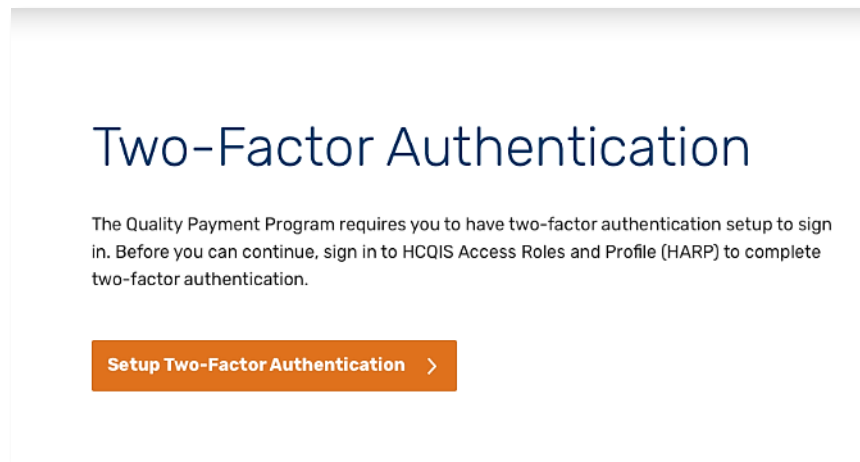 Two-Factor Authentication
The Quality Payment Program requires you to have two-factor authentication setup to sign
in. Before you can continue, sign in to HCQIS Access Roles and Profile (HARP) to complete
two-factor authentication.
Setup Two-Factor Authentication